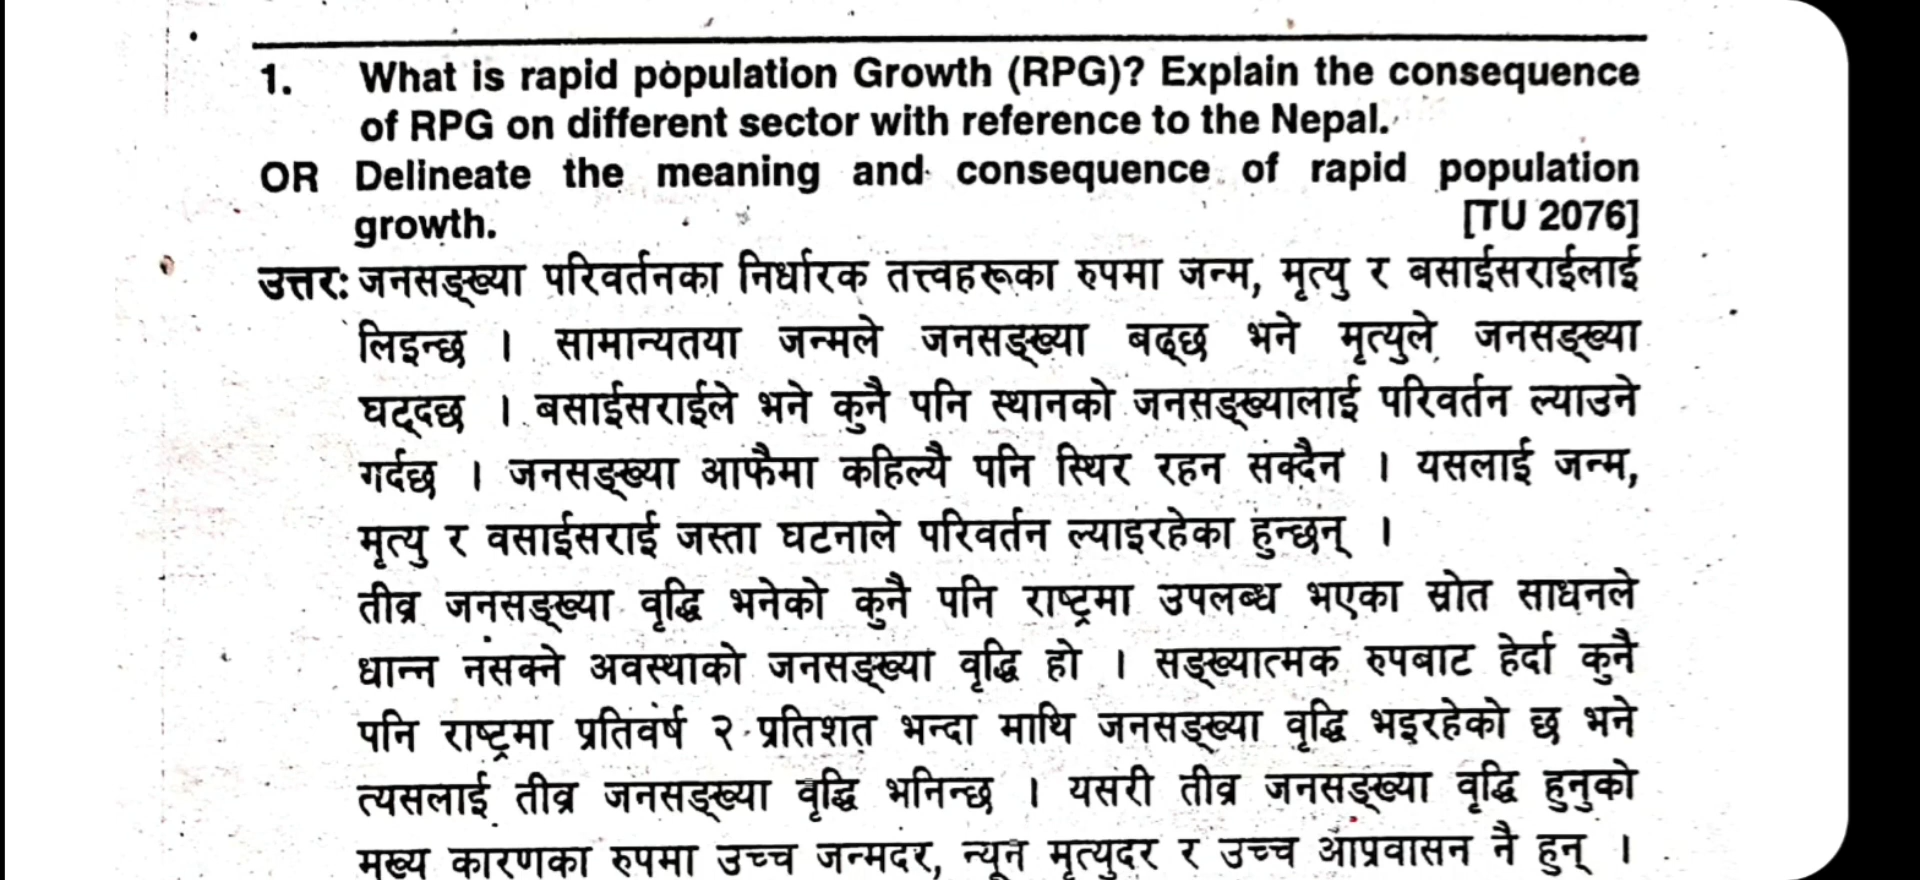 1. What is rapid population Growth (RPG)? Explain the consequence
of RPG on different sector with reference to the Nepal.
OR Delineate the meaning and consequence of rapid population
growth. [TU 2076]
उत्तर: जनसङ्ख्या परिवर्तनका निर्धारक तत्त्वहरूका रुपमा जन्म, मृत्यु र बसाईसराईलाई
लिइन्छ । सामान्यतया जन्मले जनसङ्ख्या बढ्छ भने मृत्युले जनसङ्ख्या
घट्दछ । बसाईसराईले भने कुनै पनि स्थानको जनसङ्ख्यालाई परिवर्तन ल्याउने
गर्दछ । जनसङ्ख्या आफैमा कहिल्यै पनि स्थिर रहन सक्दैन । यसलाई जन्म,
मृत्यु र वसाईसराई जस्ता घटनाले परिवर्तन ल्याइरहेका हुन्छन् ।
तीव्र जनसङ्ख्या वृद्धि भनेको कुनै पनि राष्ट्रमा उपलब्ध भएका स्रोत साधनले
धान्न नसक्ने अवस्थाको जनसङ्ख्या वृद्धि हो । सङ्ख्यात्मक रुपबाट हेर्दा कुनै
पनि राष्ट्रमा प्रतिवर्ष २ प्रतिशत भन्दा माथि जनसङ्ख्या वृद्धि भइरहेको छ भने
त्यसलाई तीव्र जनसङ्ख्या वृद्धि भनिन्छ । यसरी तीव्र जनसङ्ख्या वृद्धि हुनुको
मुख्य कारणका रुपमा उच्च जन्मदर, न्यून मृत्युदर र उच्च आप्रवासन नै हुन् ।